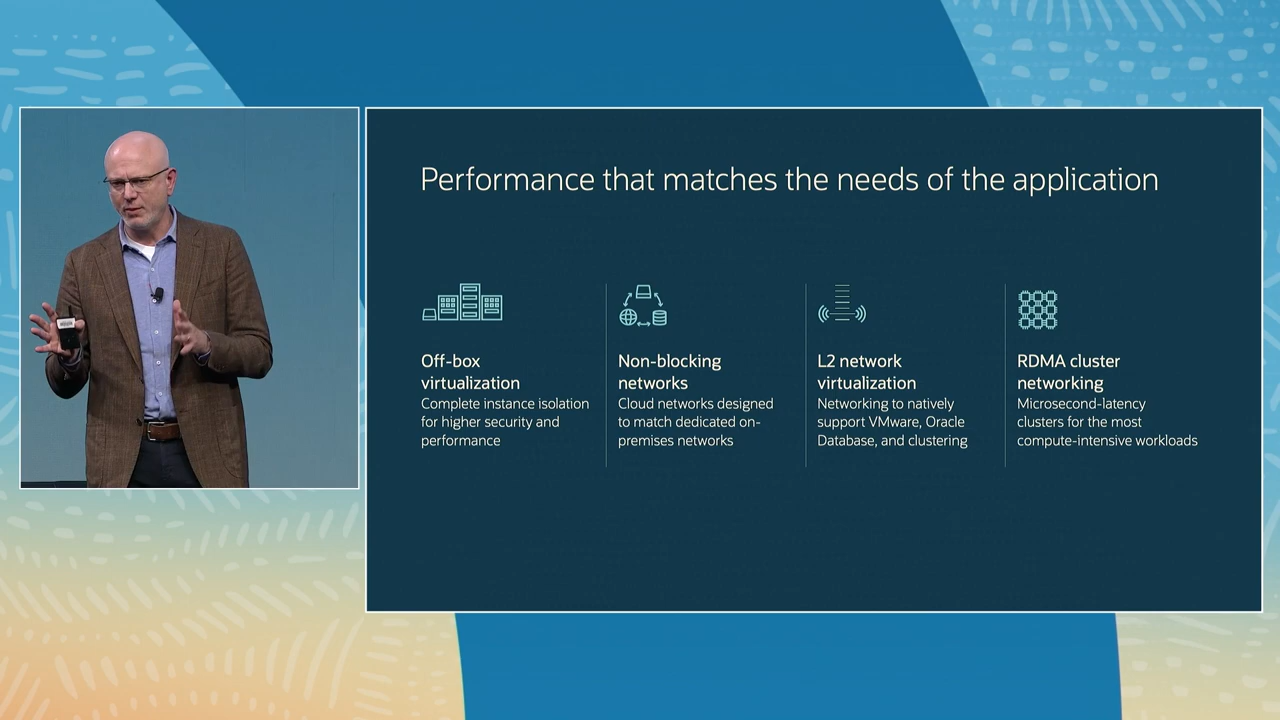 Performance that matches the needs of the application
Off-box
virtualization
Complete instance isolation
for higher security and
performance
Non-blocking
networks
Cloud networks designed
to match dedicated on-
premises networks
L2 network
virtualization
Networking to natively
support VMware, Oracle
Database, and clustering
RDMA cluster
networking
Microsecond-latency
clusters for the most
compute-intensive workloads